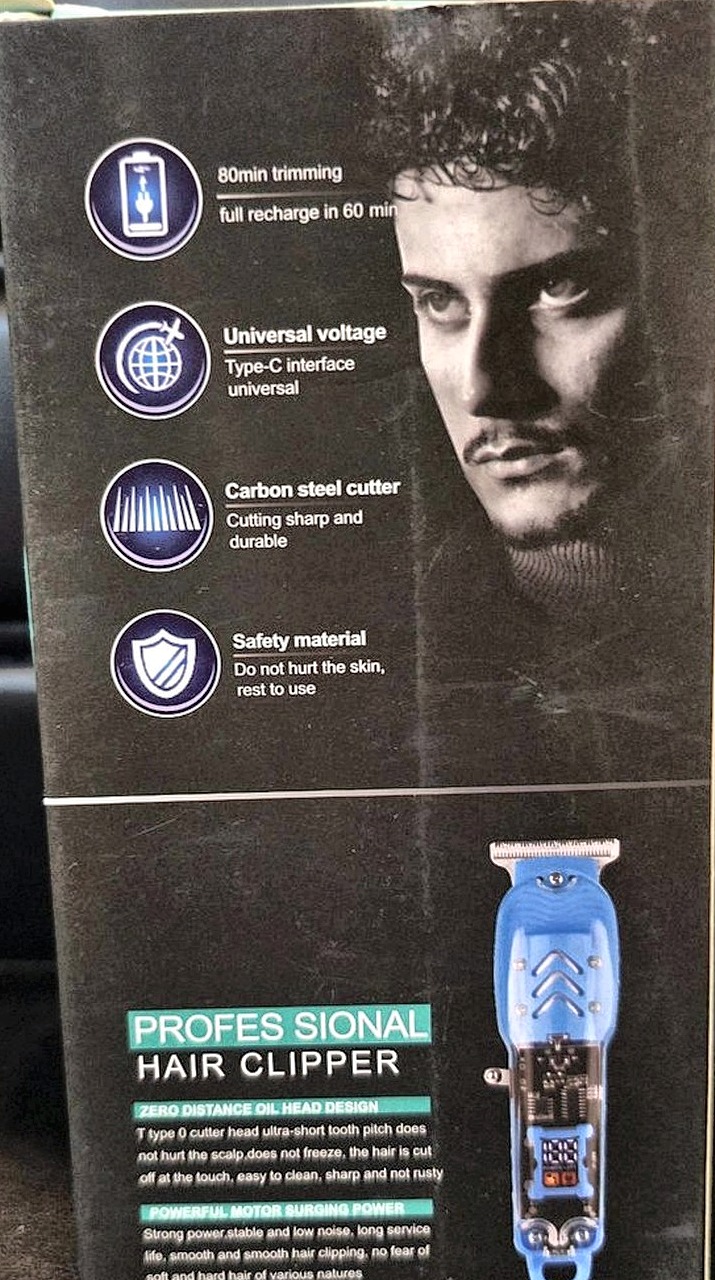 80min trimming
full recharge in 60 min
Universal voltage
Type-C interface
universal
Carbon steel cutter
Cutting sharp and
durable
Safety material
Do not hurt the skin,
rest to use
PROFES SIONAL
HAIR CLIPPER
ZERO DISTANCE OIL HEAD DESIGN
T type 0 cutter head ultra-short tooth pitch does
not hurt the scalp,does not freeze, the hair is cut
off at the touch, easy to clean, sharp and not rusty
POWERFUL MOTOR SURGING POWER
Strong power.stable and low noise, long service
life, smooth and smooth hair clipping, no fear of
soft and hard hair of various natures